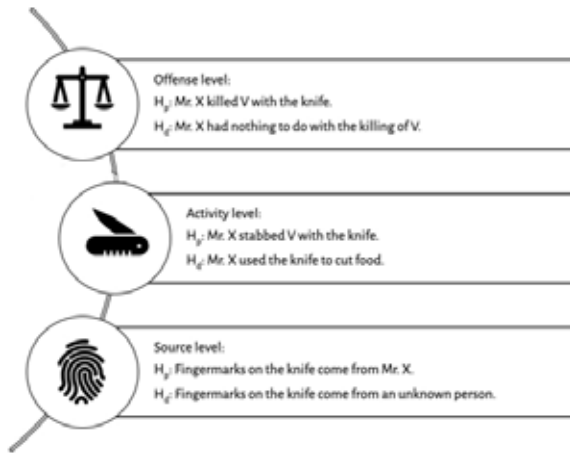 Offense level:
Hp: Mr. X killed V with the knife.
Hd: Mr. X had nothing to do with the killing of V.
Activity level:
Hp: Mr. X stabbed V with the knife.
Hd: Mr. X used the knife to cut food.
Source level:
Hp: Fingermarks on the knife come from Mr. X.
Hd: Fingermarks on the knife come from an unknown person.